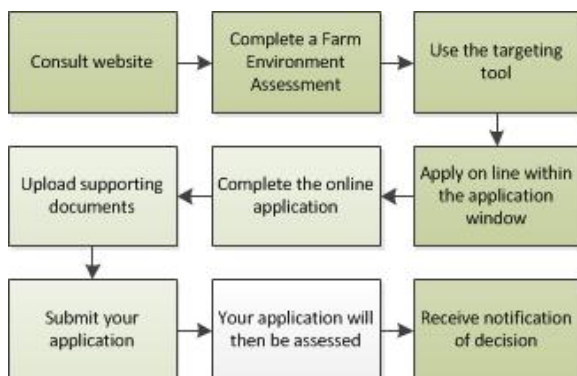 Consult website
Complete a Farm
Environment
Assessment
Use the targeting
tool
Apply on line within
the application
window
Complete the online
application
Upload supporting
documents
Submit your
application
Your application will
then be assessed
Receive notification
of decision